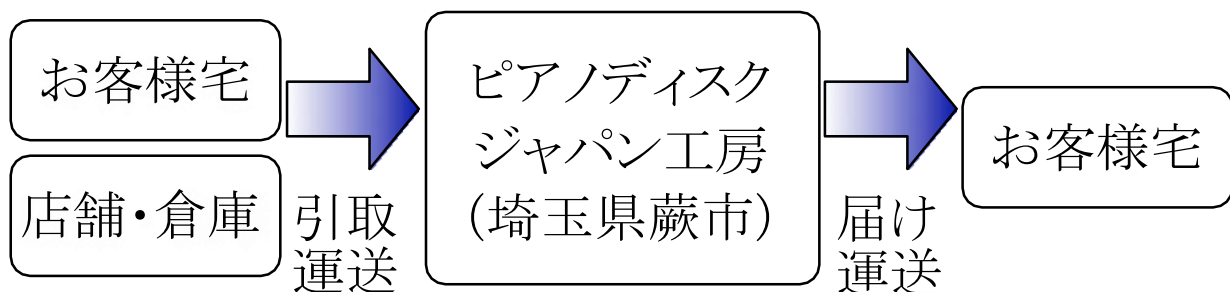 お客様宅
店舗・倉庫
引取
運送
ピアノディスク
ジャパン工房
(埼玉県蕨市)
届け
運送
お客様宅